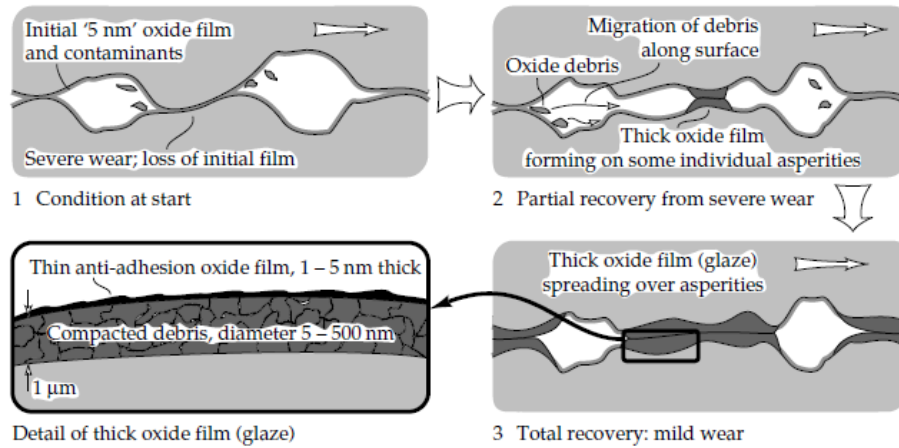 Initial '5 nm' oxide film
and contaminants
Severe wear; loss of initial film
1 Condition at start
Migration of debris
along surface
Oxide debris
Thick oxide film
forming on some individual asperities
2 Partial recovery from severe wear
Thick oxide film (glaze)
spreading over asperities
3 Total recovery: mild wear
Thin anti-adhesion oxide film, 1 – 5 nm thick
Compacted debris, diameter 5 – 500 nm
1 μm
Detail of thick oxide film (glaze)